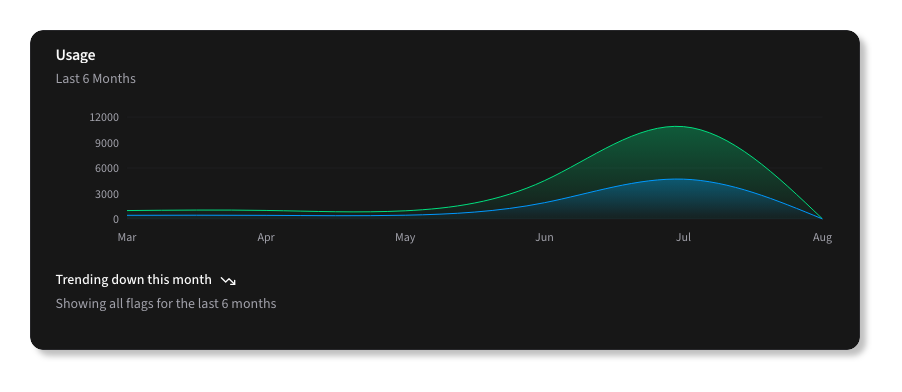 Usage
Last 6 Months
12000
9000
6000
3000
0
Mar Apr May Jun Jul Aug
Trending down this month
Showing all flags for the last 6 months